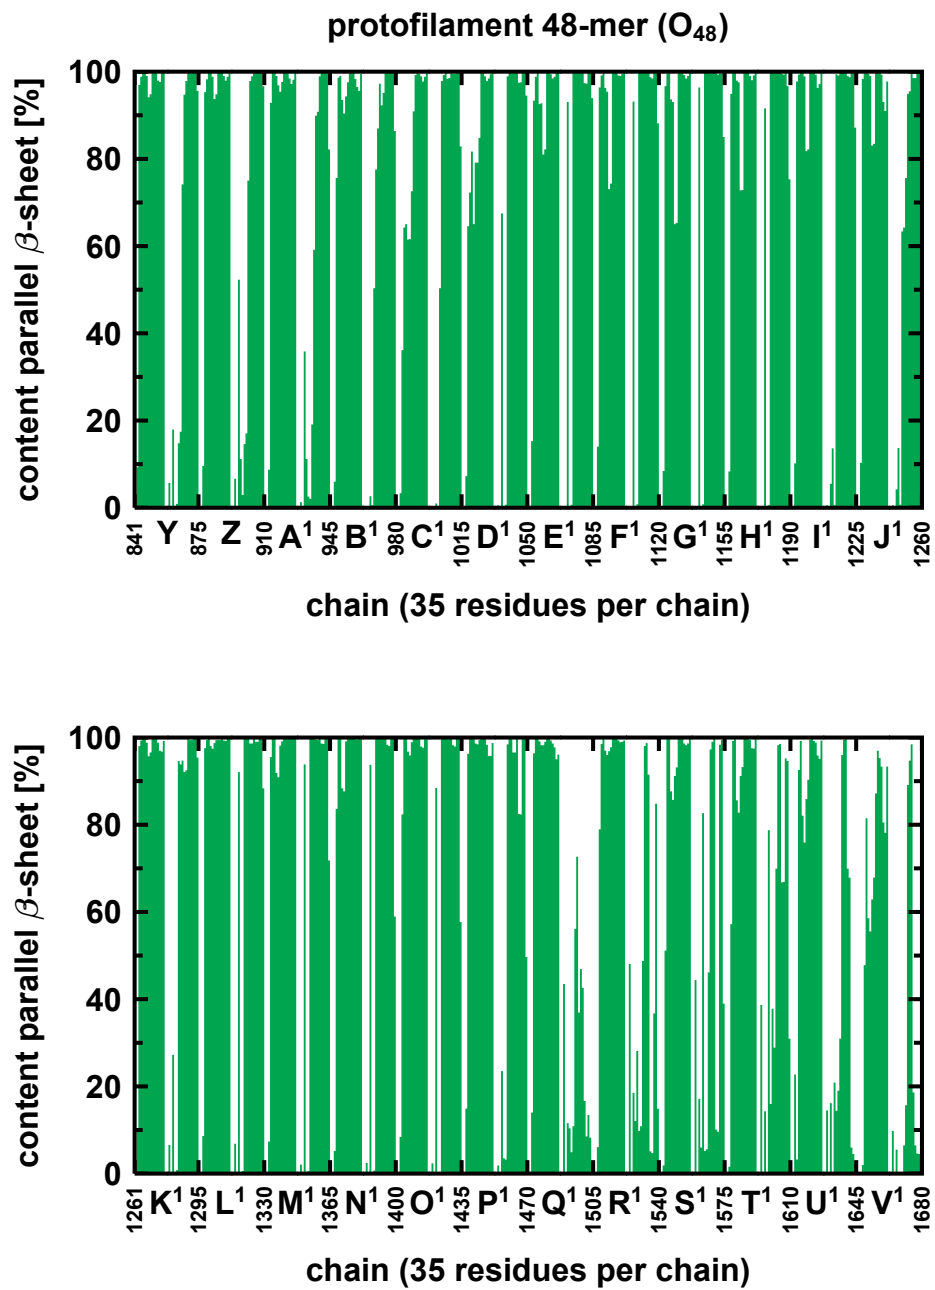 protofilament 48-mer (O₄₈)
content parallel β-sheet [%]
100
80
60
40
20
0
841 Y 875 Z 910 A¹ 945 B¹ 980 C¹ 1015 D¹ 1050 E¹ 1085 F¹ 1120 G¹ 1155 H¹ 1190 I¹ 1225 J¹ 1260
chain (35 residues per chain)
content parallel β-sheet [%]
100
80
60
40
20
0
1261 K¹ 1295 L¹ 1330 M¹ 1365 N¹ 1400 O¹ 1435 P¹ 1470 Q¹ 1505 R¹ 1540 S¹ 1575 T¹ 1610 U¹ 1645 V¹ 1680
chain (35 residues per chain)